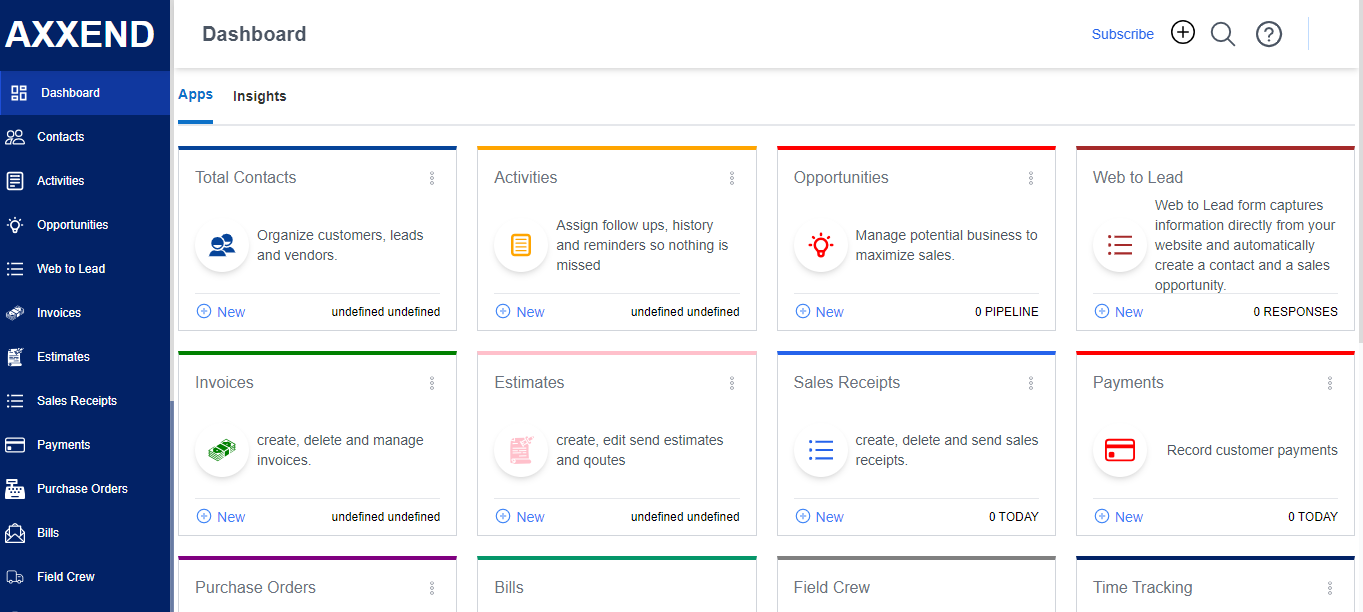 AXXEND
Dashboard
Subscribe
Dashboard
Contacts
Activities
Opportunities
Web to Lead
Invoices
Estimates
Sales Receipts
Payments
Purchase Orders
Bills
Field Crew
Apps
Insights
Total Contacts
Organize customers, leads
and vendors.
New
undefined undefined
Activities
Assign follow ups, history
and reminders so nothing is
missed
New
undefined undefined
Opportunities
Manage potential business to
maximize sales.
New
0 PIPELINE
Web to Lead
Web to Lead form captures
information directly from your
website and automatically
create a contact and a sales
opportunity.
New
0 RESPONSES
Invoices
create, delete and manage
invoices.
New
undefined undefined
Estimates
create, edit send estimates
and qoutes
New
undefined undefined
Sales Receipts
create, delete and send sales
receipts.
New
0 TODAY
Payments
Record customer payments
New
0 TODAY
Purchase Orders
Bills
Field Crew
Time Tracking